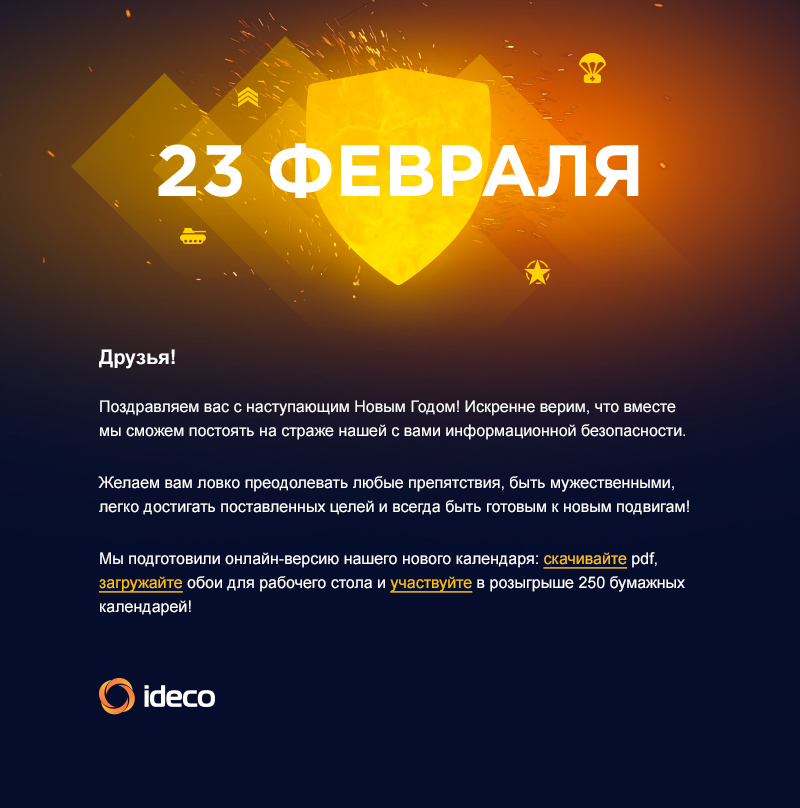 23 ФЕВРАЛЯ
Друзья!
Поздравляем вас с наступающим Новым Годом! Искренне верим, что вместе
мы сможем постоять на страже нашей с вами информационной безопасности.
Желаем вам ловко преодолевать любые препятствия, быть мужественными,
легко достигать поставленных целей и всегда быть готовым к новым подвигам!
Мы подготовили онлайн-версию нашего нового календаря: скачивайте pdf,
загружайте обои для рабочего стола и участвуйте в розыгрыше 250 бумажных
календарей!
ideco